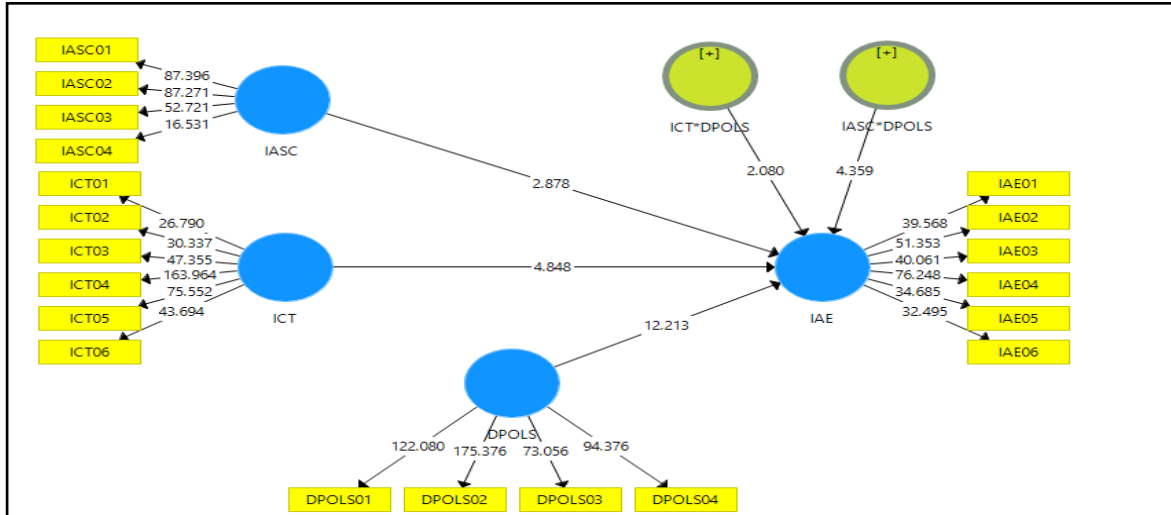 IASC01
IASC02
IASC03
IASC04
87.396
87.271
52.721
16.531
IASC
ICT01
ICT02
ICT03
ICT04
ICT05
ICT06
26.790
30.337
47.355
163.964
75.552
43.694
ICT
[+]
ICT*DPOLS
[+]
IASC*DPOLS
2.080
4.359
2.878
4.848
12.213
IAE
39.568
51.353
40.061
76.248
34.685
32.495
IAE01
IAE02
IAE03
IAE04
IAE05
IAE06
DPOLS
122.080
175.376
73.056
94.376
DPOLS01
DPOLS02
DPOLS03
DPOLS04